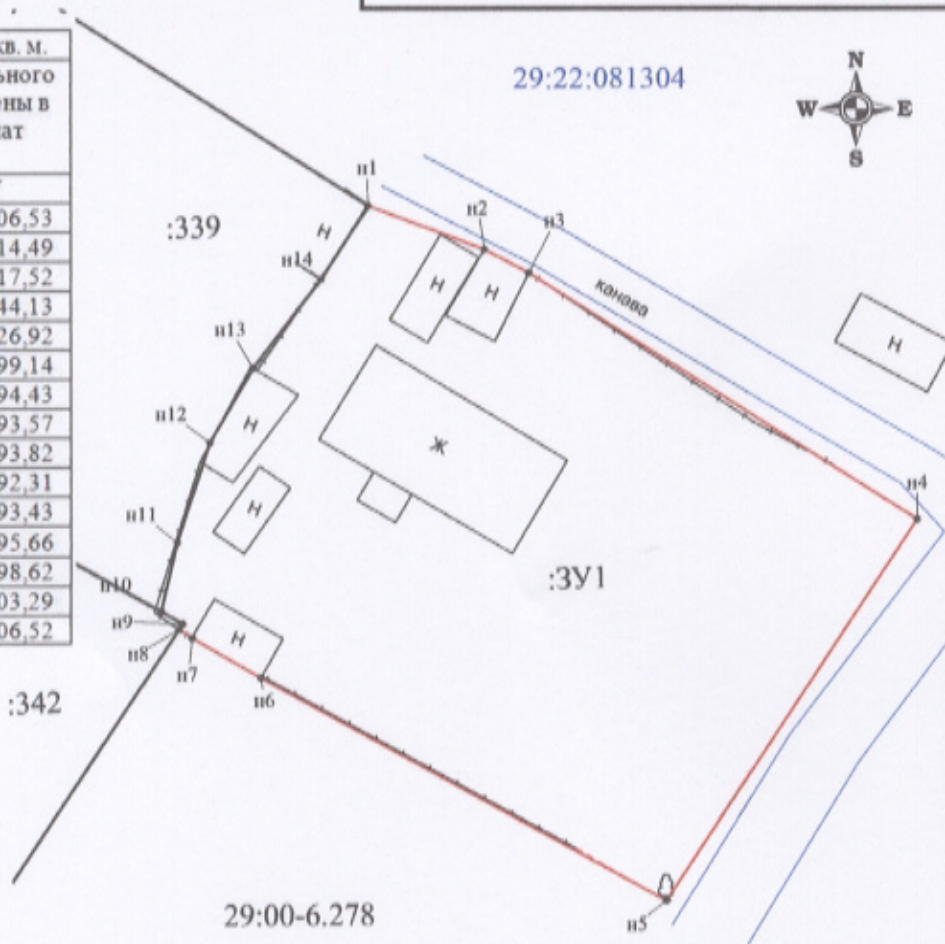 кв. м.
ьного
ены в
ат
06,53
14,49
17,52
44,13
26,92
99,14
94,43
93,57
93,82
92,31
93,43
95,66
98,62
03,29
06,52
29:22:081304
N
W E
S
н1
:339
н
н2
н3
н14
н
н
канава
н
н13
н12
н
ж
н4
н11
н
:ЗУ1
н10
н9
н
н8
н7
н6
:342
29:00-6.278
н5